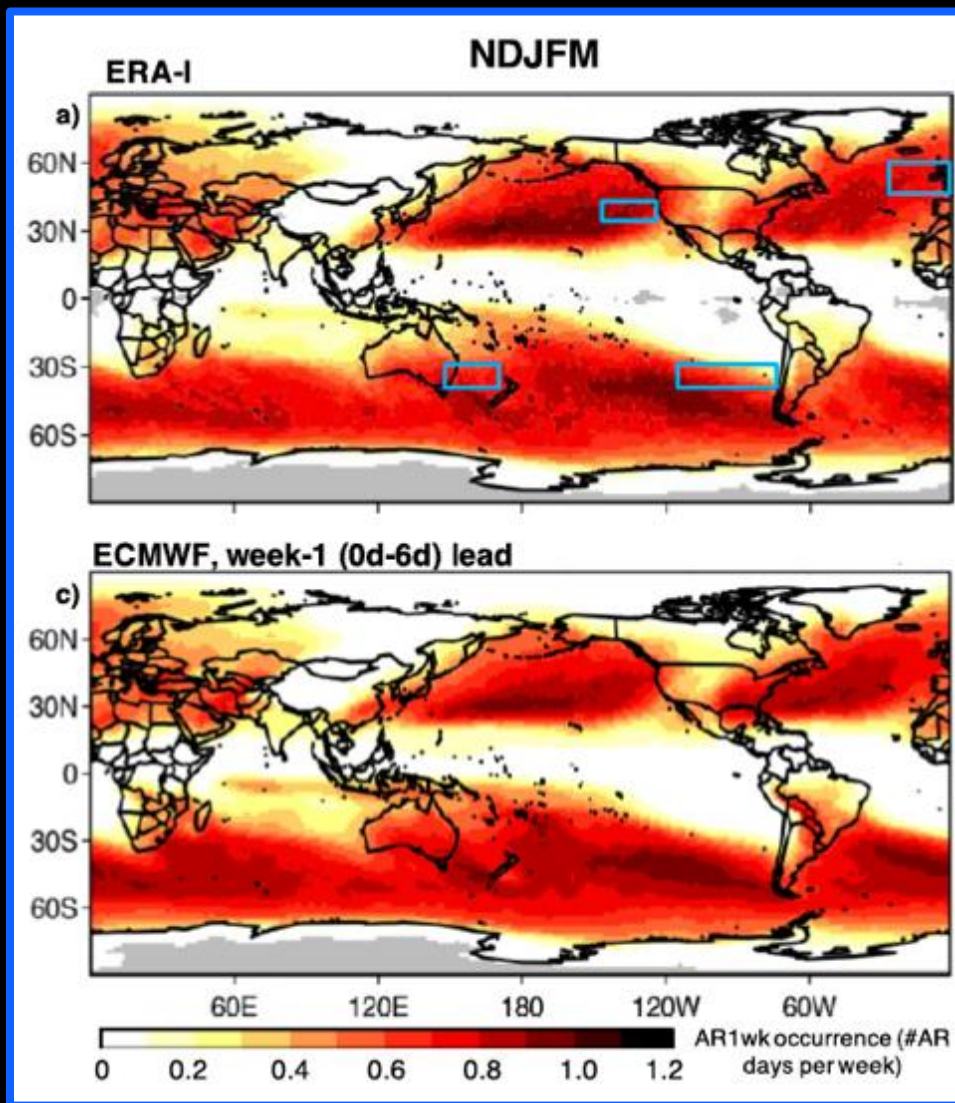 NDJFM
ERA-I
a)
60N
30N
0
30S
60S
ECMWF, week-1 (0d-6d) lead
c)
60N
30N
0
30S
60S
60E 120E 180 120W 60W
0 0.2 0.4 0.6 0.8 1.0 1.2
AR1wk occurrence (#AR
days per week)